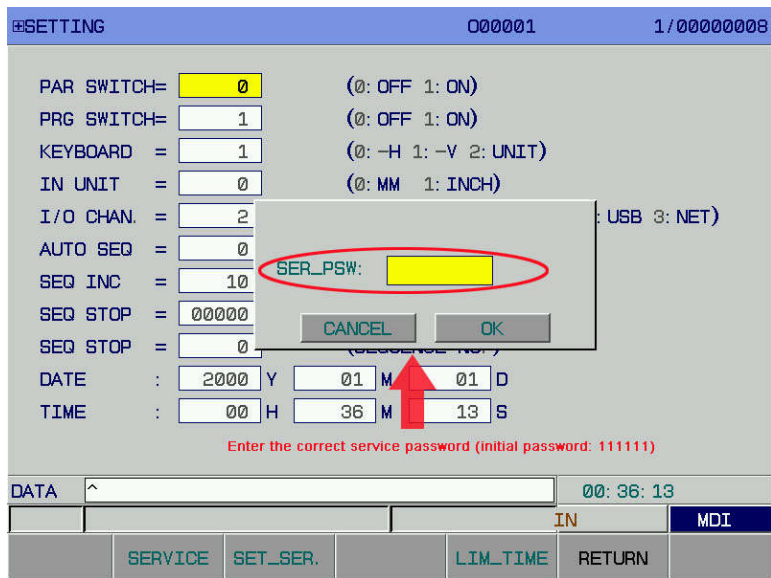 SETTING O00001 1/00000008
PAR SWITCH= 0 (0: OFF 1: ON)
PRG SWITCH= 1 (0: OFF 1: ON)
KEYBOARD = 1 (0: -H 1: -V 2: UNIT)
IN UNIT = 0 (0: MM 1: INCH)
I/O CHAN. = 2 : USB 3: NET)
AUTO SEQ = 0
SER_PSW:
SEQ INC = 10
SEQ STOP = 00000
CANCEL OK
SEQ STOP = 0
DATE : 2000 Y 01 M 01 D
TIME : 00 H 36 M 13 S
Enter the correct service password (initial password: 111111)
DATA ^ 00: 36: 13
IN MDI
SERVICE SET_SER. LIM_TIME RETURN